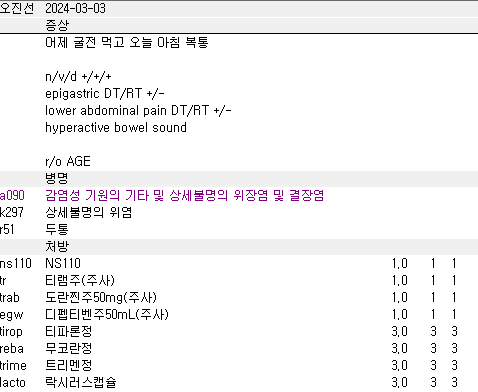 오진선 2024-03-03
증상
어제 굴전 먹고 오늘 아침 복통
n/v/d +/+/+
epigastric DT/RT +/-
lower abdominal pain DT/RT +/-
hyperactive bowel sound
r/o AGE
병명
a090 감염성 기원의 기타 및 상세불명의 위장염 및 결장염
k297 상세불명의 위염
r51 두통
처방
ns110 NS110 1,0 1 1
tr 티램주(주사) 1,0 1 1
trab 도란찐주50mg(주사) 1,0 1 1
egw 디펩티벤주50mL(주사) 1,0 1 1
tirop 티파론정 3,0 3 3
reba 무코란정 3,0 3 3
trime 트리멘정 3,0 3 3
lacto 락시러스캡슐 3,0 3 3